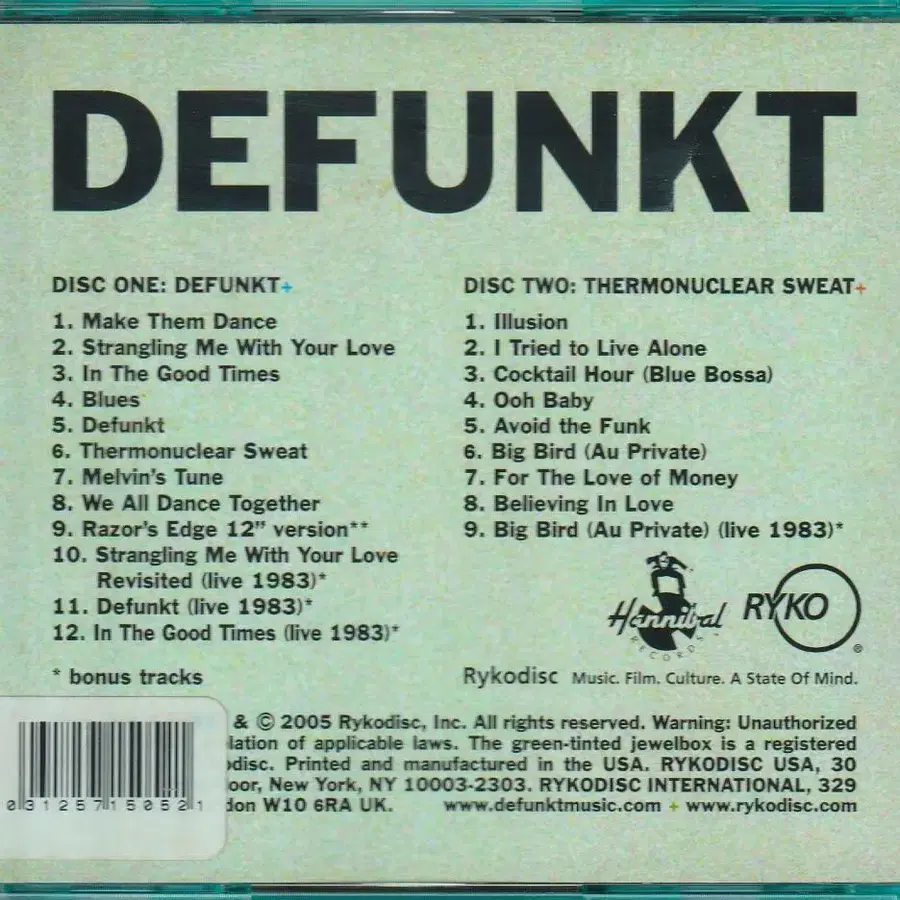 DEFUNKT
DISC ONE: DEFUNKT+
1. Make Them Dance
2. Strangling Me With Your Love
3. In The Good Times
4. Blues
5. Defunkt
6. Thermonuclear Sweat
7. Melvin's Tune
8. We All Dance Together
9. Razor's Edge 12" version**
10. Strangling Me With Your Love
Revisited (live 1983)*
11. Defunkt (live 1983)*
12. In The Good Times (live 1983)*
* bonus tracks
DISC TWO: THERMONUCLEAR SWEAT+
1. Illusion
2. I Tried to Live Alone
3. Cocktail Hour (Blue Bossa)
4. Ooh Baby
5. Avoid the Funk
6. Big Bird (Au Private)
7. For The Love of Money
8. Believing In Love
9. Big Bird (Au Private) (live 1983)*
Hannibal
RECORDS
RYKO
®
Rykodisc Music. Film. Culture. A State Of Mind.
& © 2005 Rykodisc, Inc. All rights reserved. Warning: Unauthorized
lation of applicable laws. The green-tinted jewelbox is a registered
odisc. Printed and manufactured in the USA. RYKODISC USA, 30
oor, New York, NY 10003-2303. RYKODISC INTERNATIONAL, 329
don W10 6RA UK. www.defunktmusic.com + www.rykodisc.com
031257150521